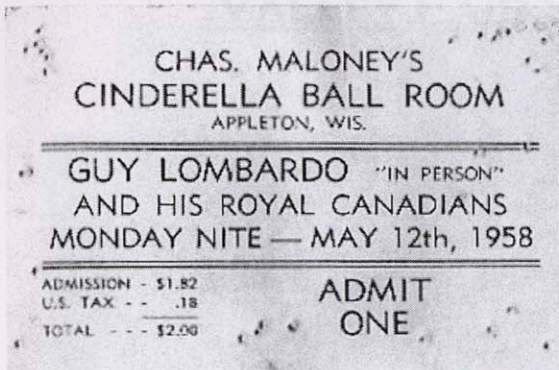 CHAS. MALONEY'S
CINDERELLA BALL ROOM
APPLETON, WIS.
GUY LOMBARDO "IN PERSON"
AND HIS ROYAL CANADIANS
MONDAY NITE — MAY 12th, 1958
ADMISSION - $1.82
U.S. TAX - - .18
TOTAL - - - $2.00
ADMIT
ONE